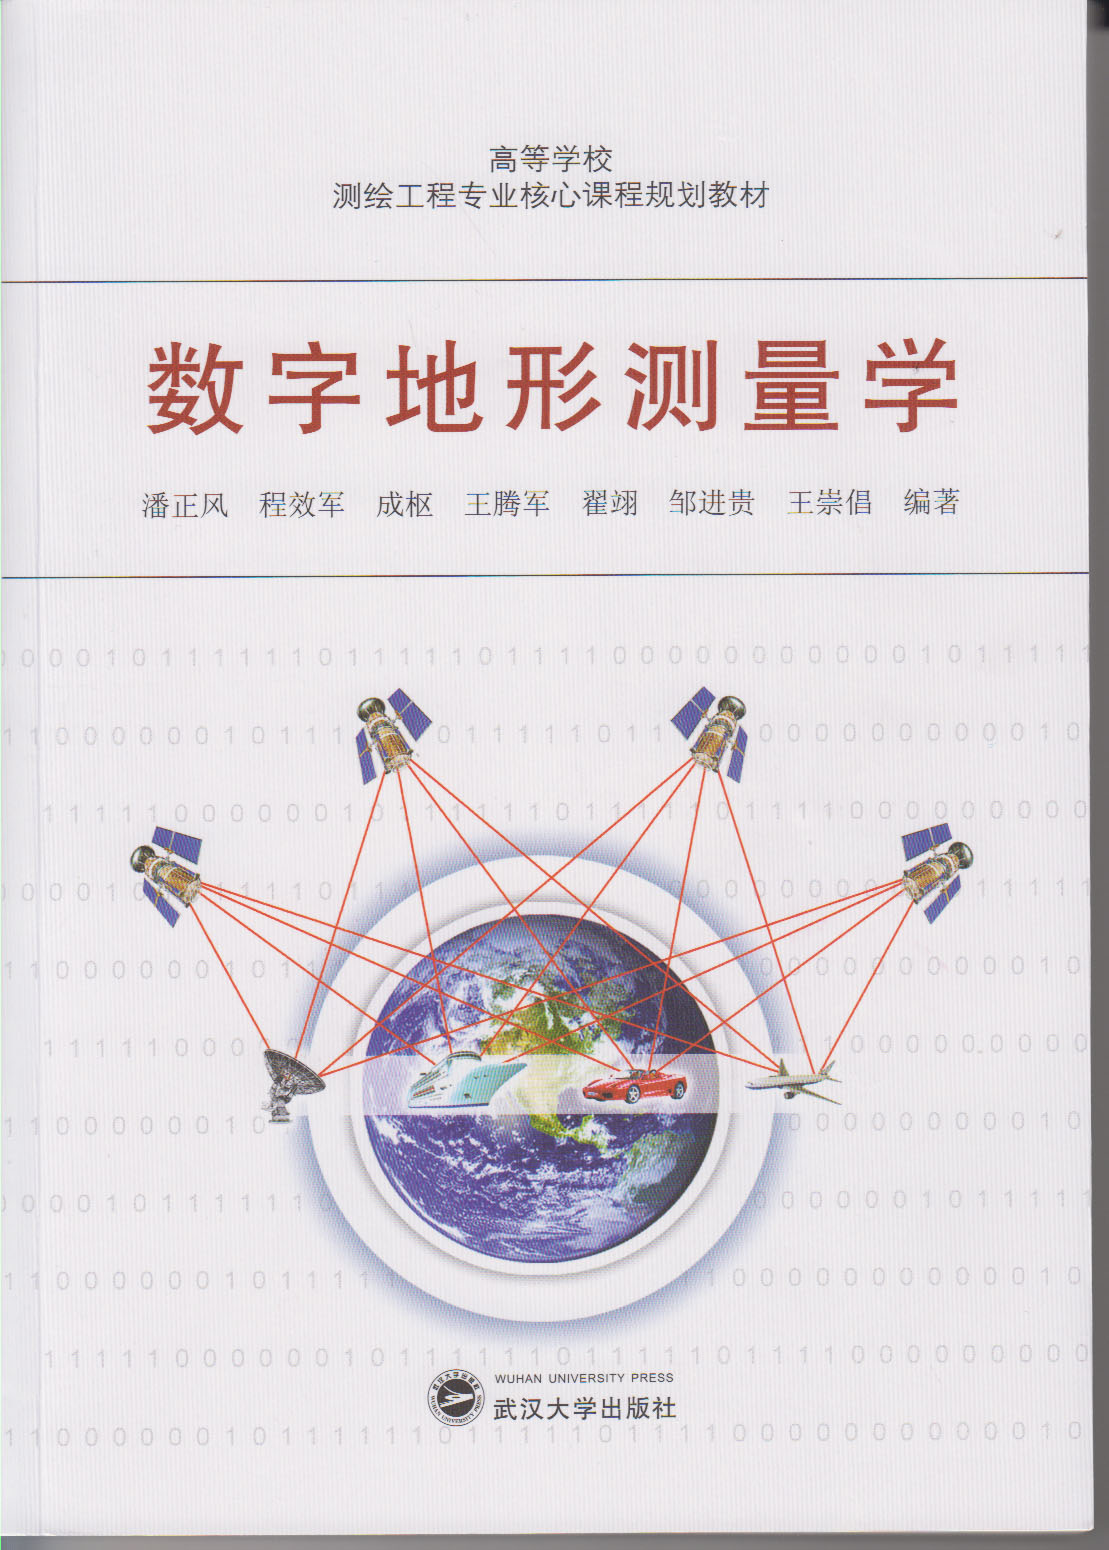 高等学校
测绘工程专业核心课程规划教材
数字地形测量学
潘正风 程效军 成枢 王腾军 翟翊 邹进贵 王崇倡 编著
WUHAN UNIVERSITY PRESS
武汉大学出版社